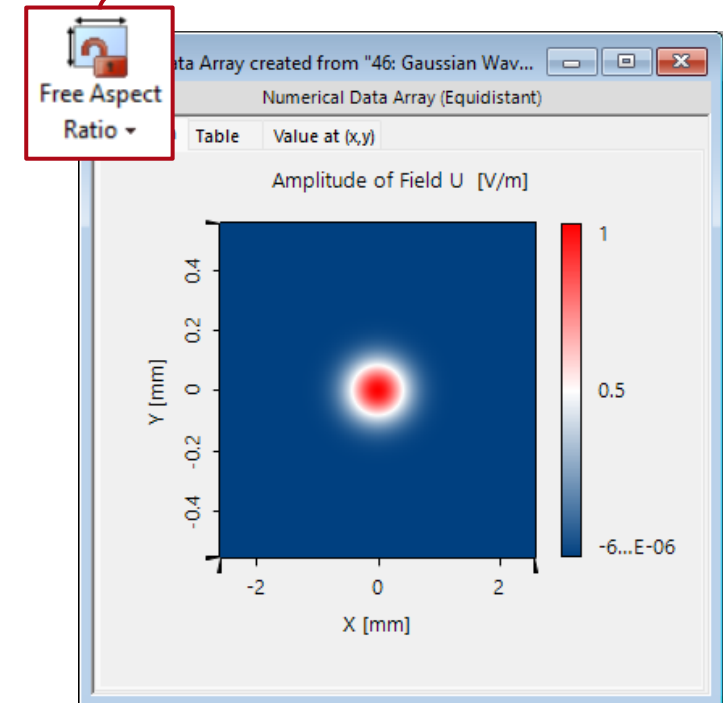 Free Aspect
Ratio
ta Array created from "46: Gaussian Wav...
Numerical Data Array (Equidistant)
Table
Value at (x,y)
Amplitude of Field U [V/m]
1
0.5
-6...E-06
Y [mm]
0.4
0.2
0
-0.2
-0.4
-2
0
2
X [mm]